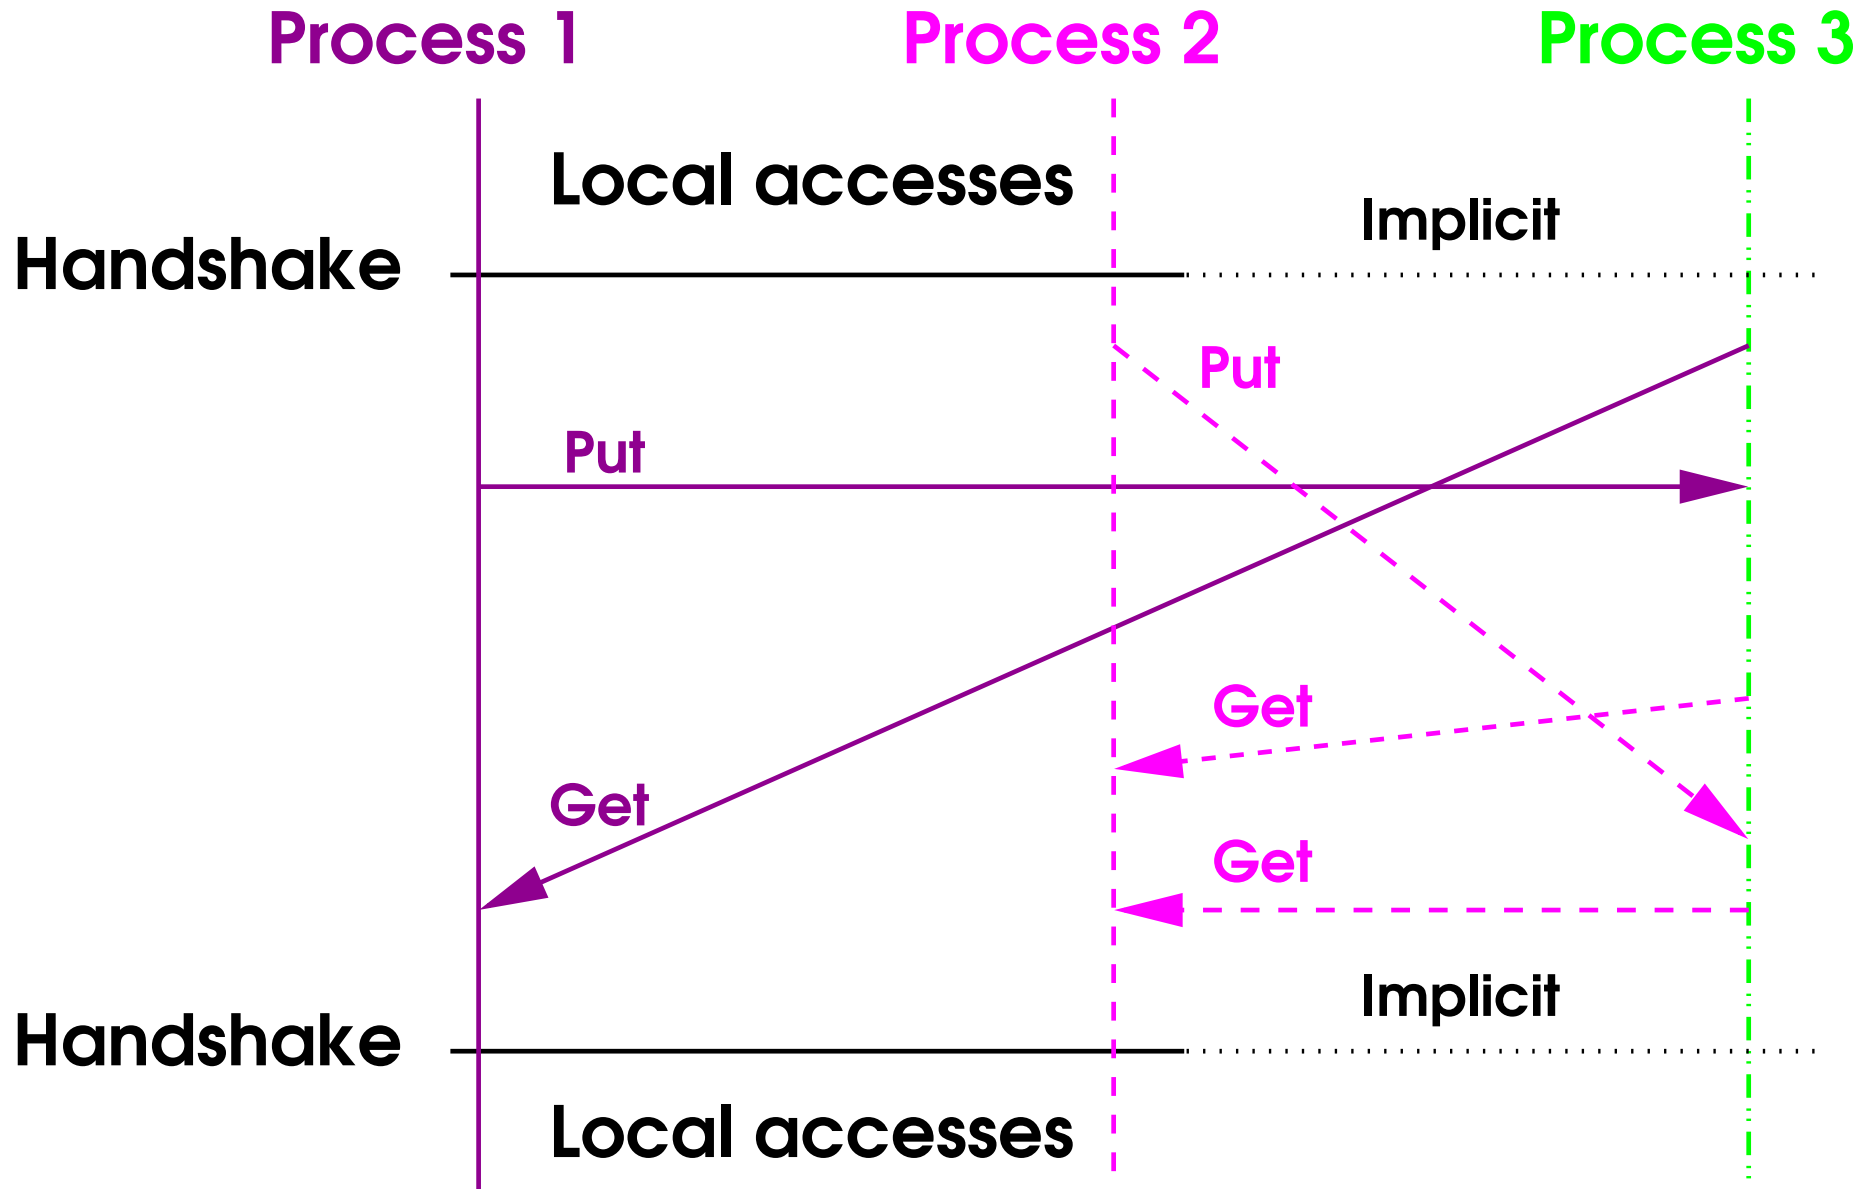 Process 1 Process 2 Process 3
Local accesses
Implicit
Handshake
Put
Put
Get
Get
Get
Implicit
Handshake
Local accesses